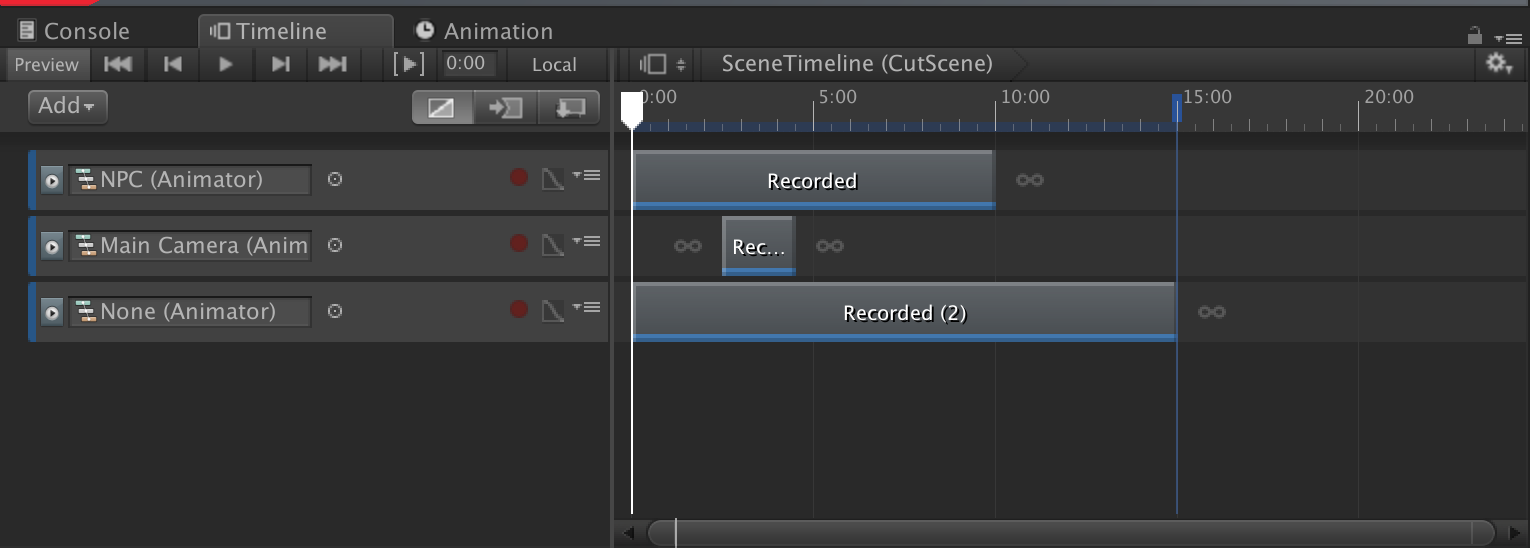 Console Timeline Animation
Preview 0:00 Local SceneTimeline (CutScene)
Add
0:00 5:00 10:00 15:00 20:00
NPC (Animator) Recorded
Main Camera (Anim Rec...
None (Animator) Recorded (2)